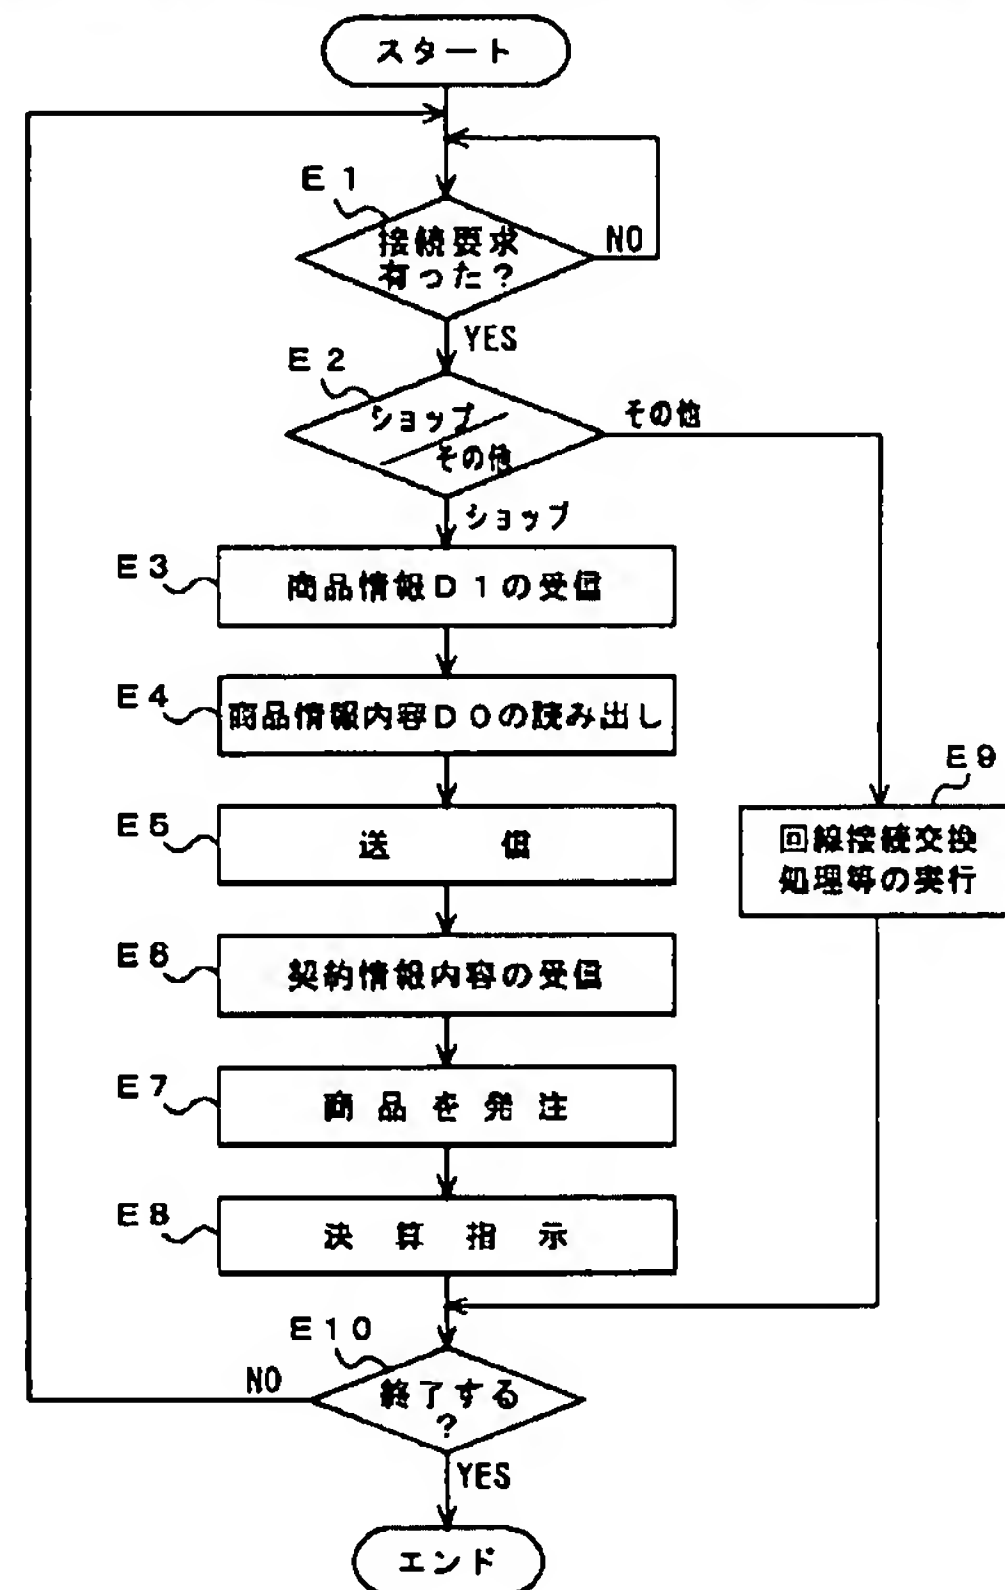 スタート
E1
接続要求
有った?
NO
YES
E2
ショップ
その他
その他
ショップ
E3
商品情報D1の受信
E4
商品情報内容D0の読み出し
E5
送信
E6
契約情報内容の受信
E7
商品を発注
E8
決算指示
E9
回線接続交換
処理等の実行
E10
終了する
?
NO
YES
エンド